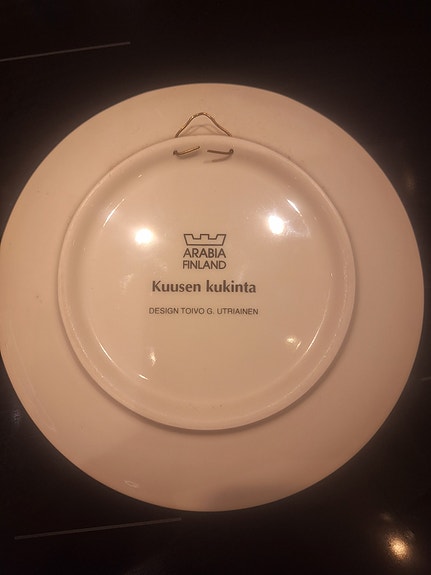 ARABIA
FINLAND
Kuusen kukinta
DESIGN TOIVO G. UTRIAINEN